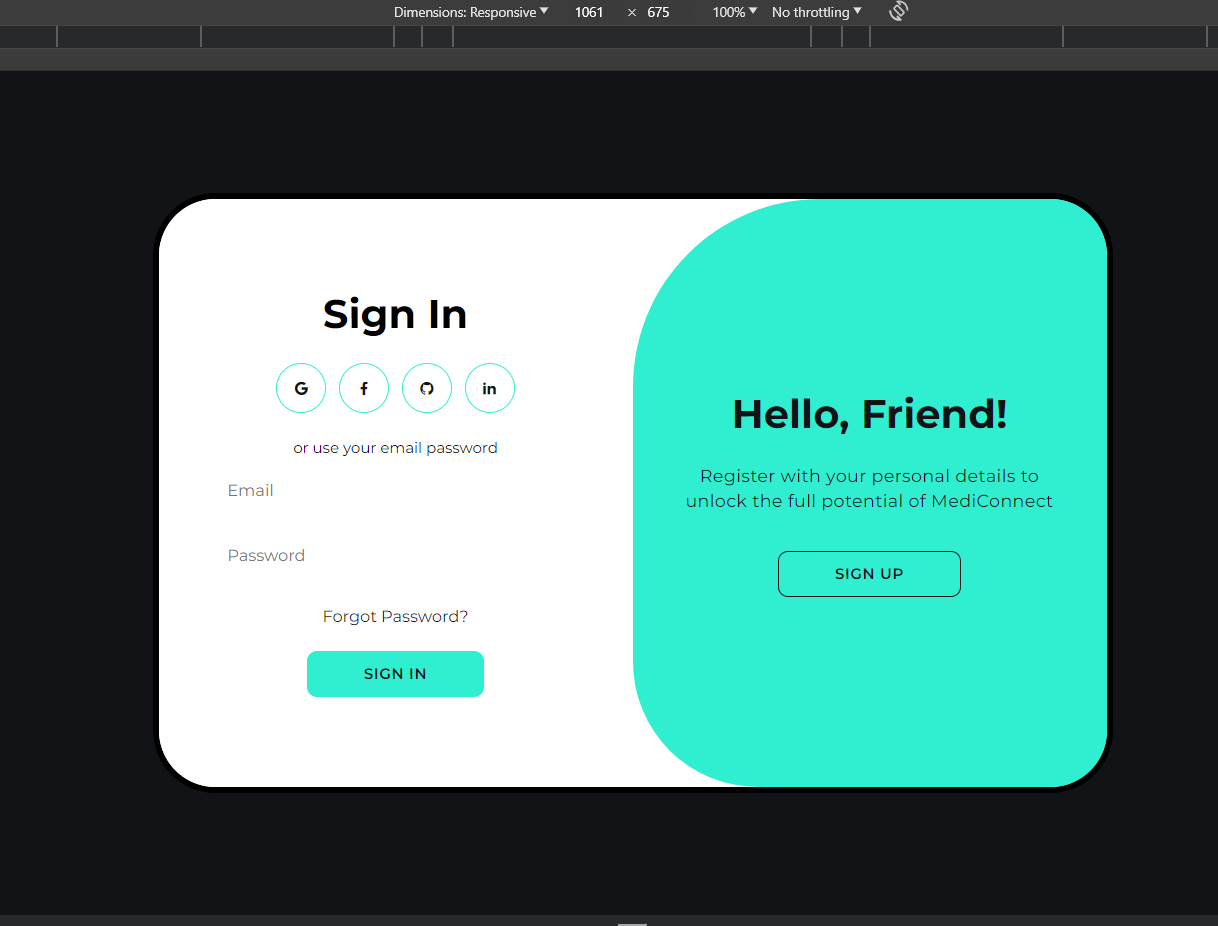 Dimensions: Responsive 1061 × 675 100% No throttling
Sign In
G f in
or use your email password
Email
Password
Forgot Password?
SIGN IN
Hello, Friend!
Register with your personal details to
unlock the full potential of MediConnect
SIGN UP